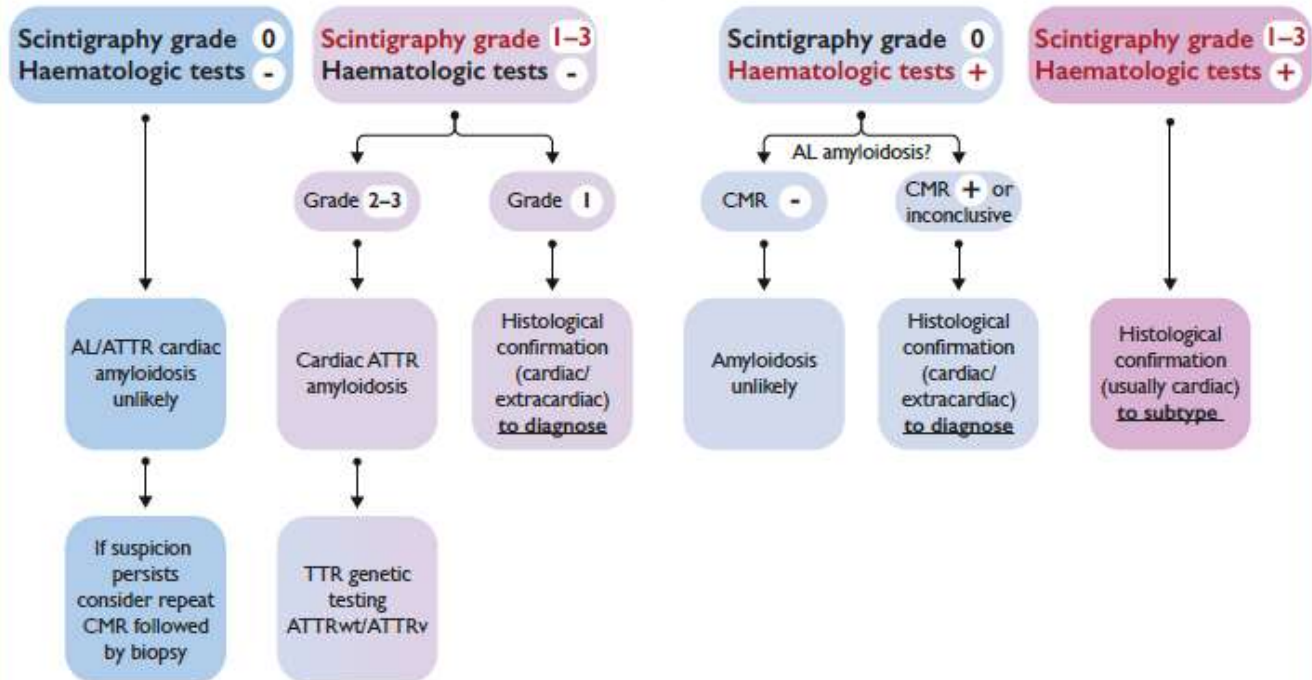 Scintigraphy grade 0
Haematologic tests -
Scintigraphy grade 1–3
Haematologic tests -
Scintigraphy grade 0
Haematologic tests +
Scintigraphy grade 1–3
Haematologic tests +
AL amyloidosis?
Grade 2–3
Grade 1
CMR -
CMR + or
inconclusive
AL/ATTR cardiac
amyloidosis
unlikely
Cardiac ATTR
amyloidosis
Histological
confirmation
(cardiac/
extracardiac)
to diagnose
Amyloidosis
unlikely
Histological
confirmation
(cardiac/
extracardiac)
to diagnose
Histological
confirmation
(usually cardiac)
to subtype
If suspicion
persists
consider repeat
CMR followed
by biopsy
TTR genetic
testing
ATTRwt/ATTRv